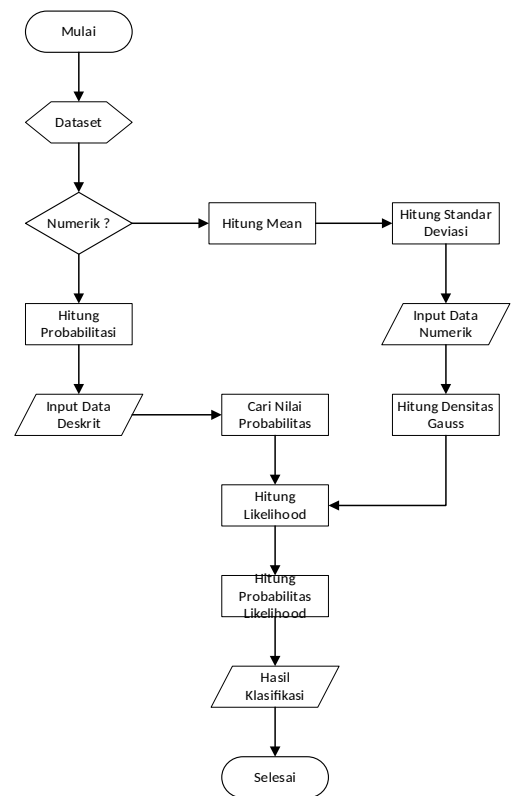 Mulai
Dataset
Numerik ?
Hitung Mean
Hitung Standar
Deviasi
Hitung
Probabilitasi
Input Data
Numerik
Input Data
Deskrit
Cari Nilai
Probabilitas
Hitung Densitas
Gauss
Hitung
Likelihood
Hitung
Probabilitas
Likelihood
Hasil
Klasifikasi
Selesai